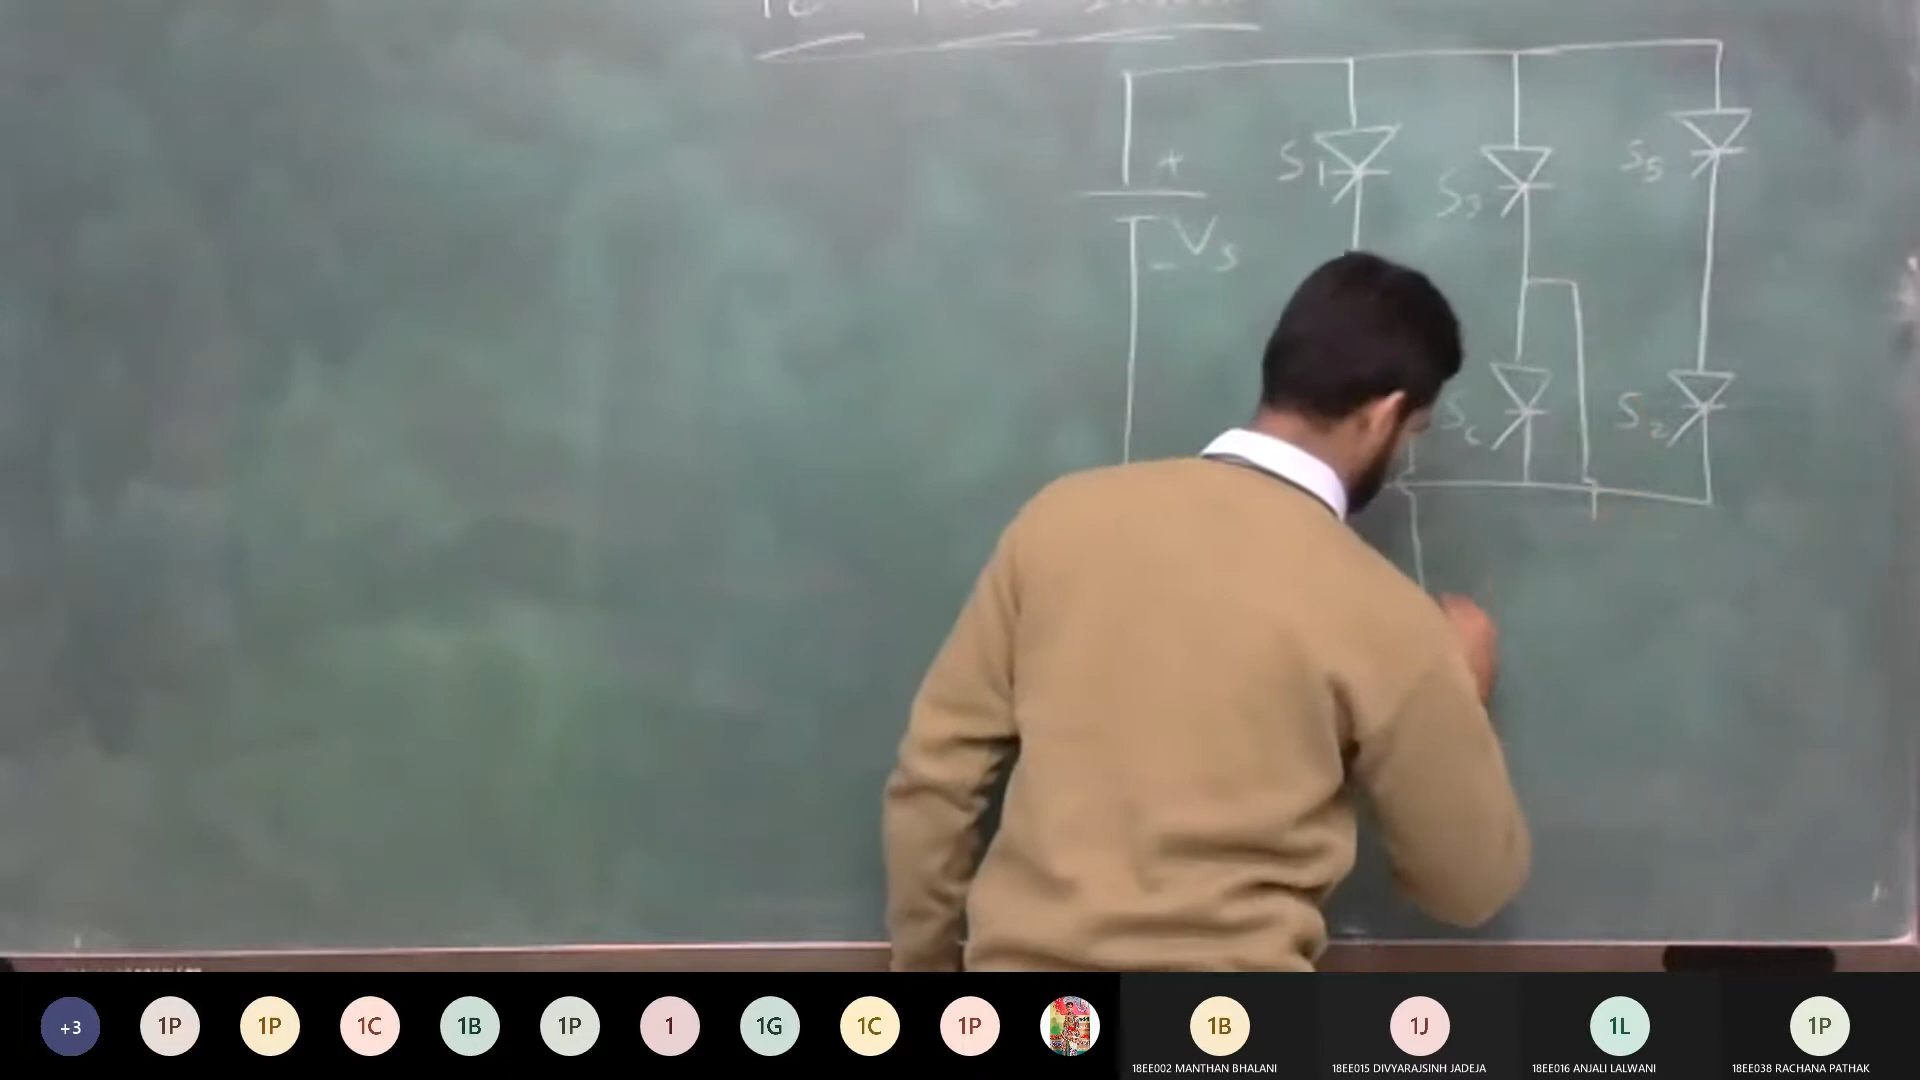 +
S1
S3
S5
Vs
S2
+3
1P
1P
1C
1B
1P
1
1G
1C
1P
1B
1J
1L
1P
18EE002 MANTHAN BHALANI
18EE015 DIVYARAJSINH JADEJA
18EE016 ANJALI LALWANI
18EE038 RACHANA PATHAK